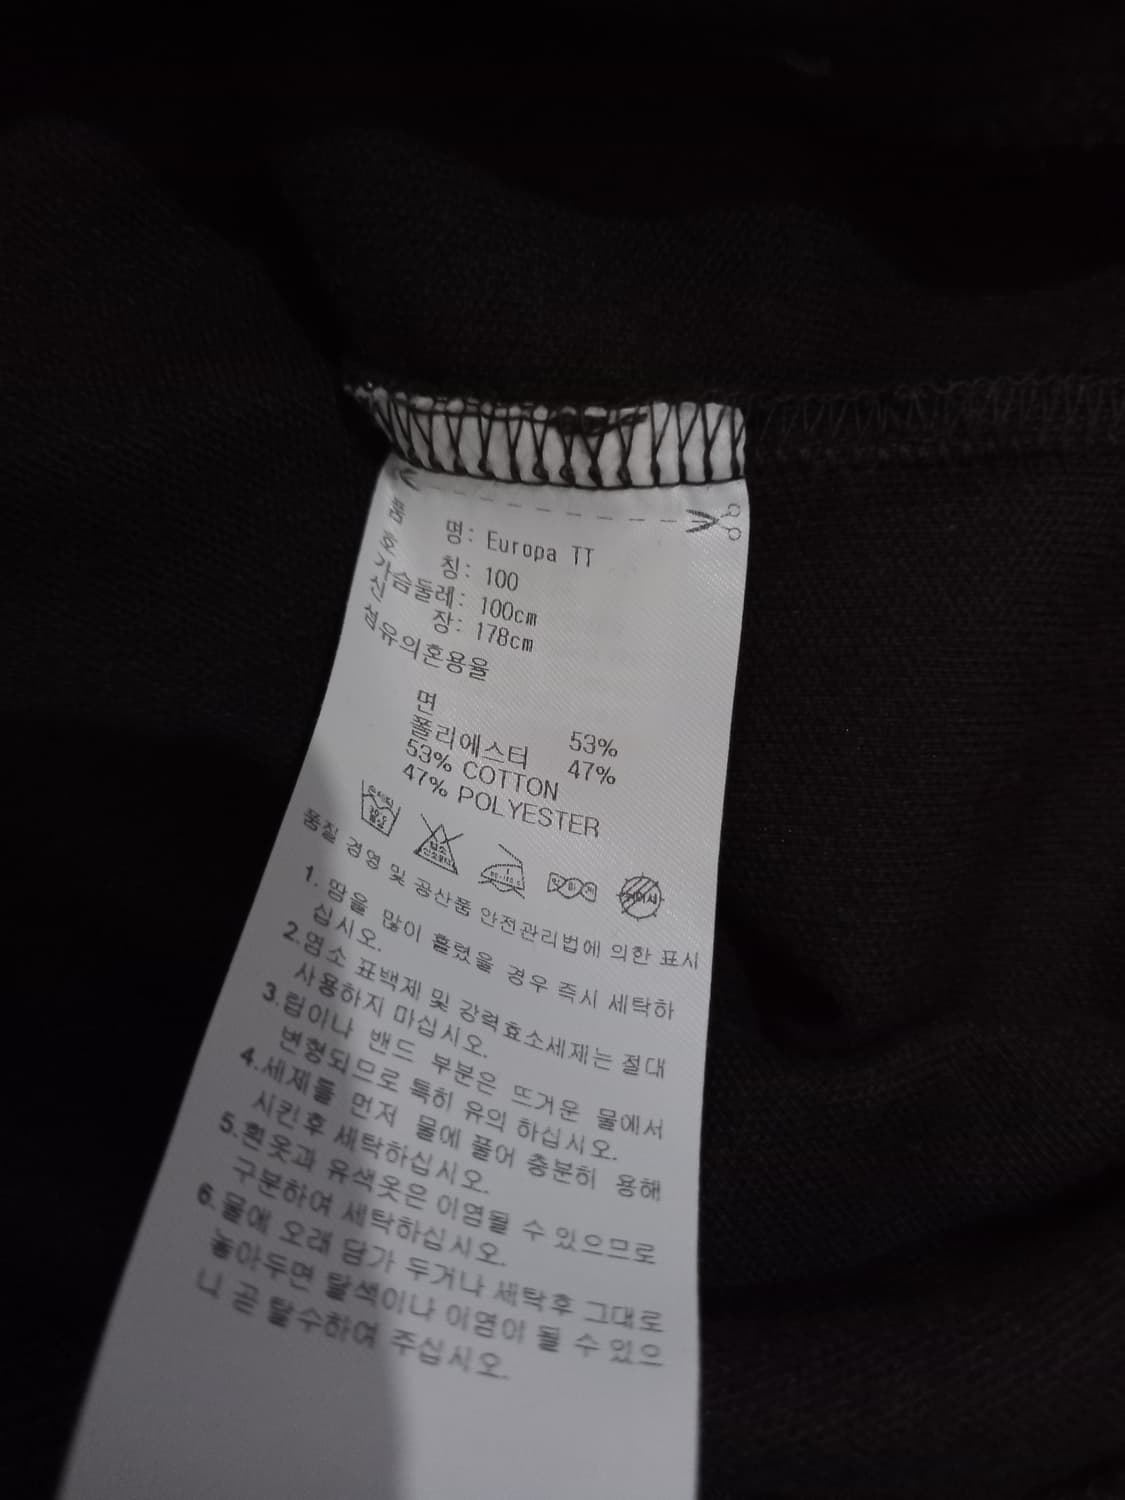 품 명: Europa TT
호 칭: 100
가슴둘레: 100cm
신 장: 178cm
섬유의혼용율
면 53%
폴리에스터 47%
53% COTTON
47% POLYESTER
품질 경영 및 공산품 안전관리법에 의한 표시
1. 땀을 많이 흘렸을 경우 즉시 세탁하
십시오.
2.염소 표백제 및 강력효소세제는 절대
사용하지 마십시오.
3.립이나 밴드 부분은 뜨거운 물에서
변형되므로 특히 유의 하십시오.
4.세제를 먼저 물에 풀어 충분히 용해
시킨후 세탁하십시오.
5.흰옷과 유색옷은 이염될 수 있으므로
구분하여 세탁하십시오.
6.물에 오래 담가 두거나 세탁후 그대로
놓아두면 탈색이나 이염이 될 수 있으
니 곧 탈수하여 주십시오.